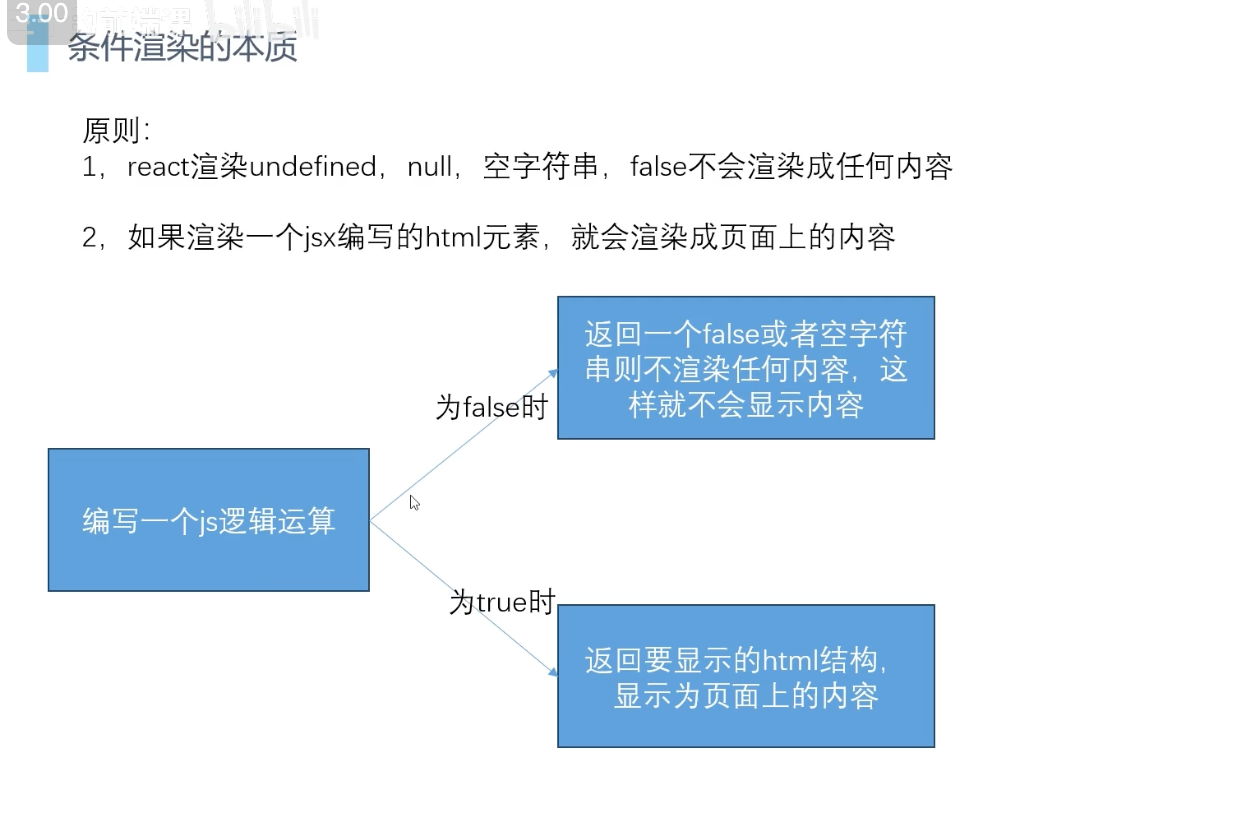 3.00
条件渲染的本质
原则：
1，react渲染undefined，null，空字符串，false不会渲染成任何内容
2，如果渲染一个jsx编写的html元素，就会渲染成页面上的内容
返回一个false或者空字符
串则不渲染任何内容，这
样就不会显示内容
为false时
编写一个js逻辑运算
为true时
返回要显示的html结构，
显示为页面上的内容